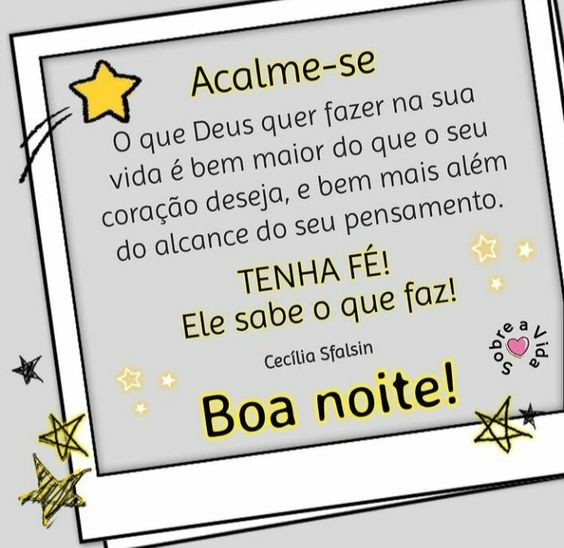 Acalme-se
O que Deus quer fazer na sua
vida é bem maior do que o seu
coração deseja, e bem mais além
do alcance do seu pensamento.
TENHA FÉ!
Ele sabe o que faz!
Cecília Sfalsin
Boa noite!
Sobre a Vida